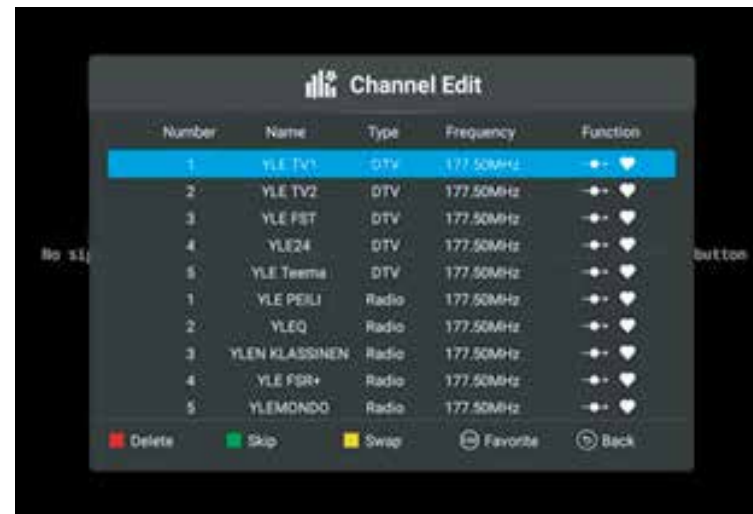 Channel Edit
Number Name Type Frequency Function
1 YLE TV1 DTV 177.50MHz
2 YLE TV2 DTV 177.50MHz
3 YLE FST DTV 177.50MHz
4 YLE24 DTV 177.50MHz
No sig button
5 YLE Teema DTV 177.50MHz
1 YLE PEILI Radio 177.50MHz
2 YLEQ Radio 177.50MHz
3 YLEN KLASSINEN Radio 177.50MHz
4 YLE FSR+ Radio 177.50MHz
5 YLEMONDO Radio 177.50MHz
Delete Skip Swap Favorite Back